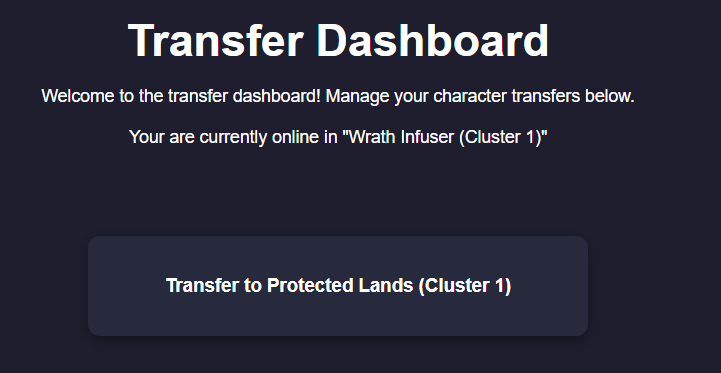 Transfer Dashboard
Welcome to the transfer dashboard! Manage your character transfers below.
Your are currently online in "Wrath Infuser (Cluster 1)"
Transfer to Protected Lands (Cluster 1)